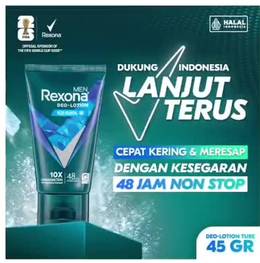 OFFICIAL SPONSOR OF
THE FIFA WORLD CUP 2026™
HALAL
INDONESIA
DUKUNG INDONESIA
LANJUT
TERUS
CEPAT KERING & MERESAP
DENGAN KESEGARAN
48 JAM NON STOP
MEN
Rexona
DEO-LOTION
10X
48
DEO-LOTION TUBE
45 GR